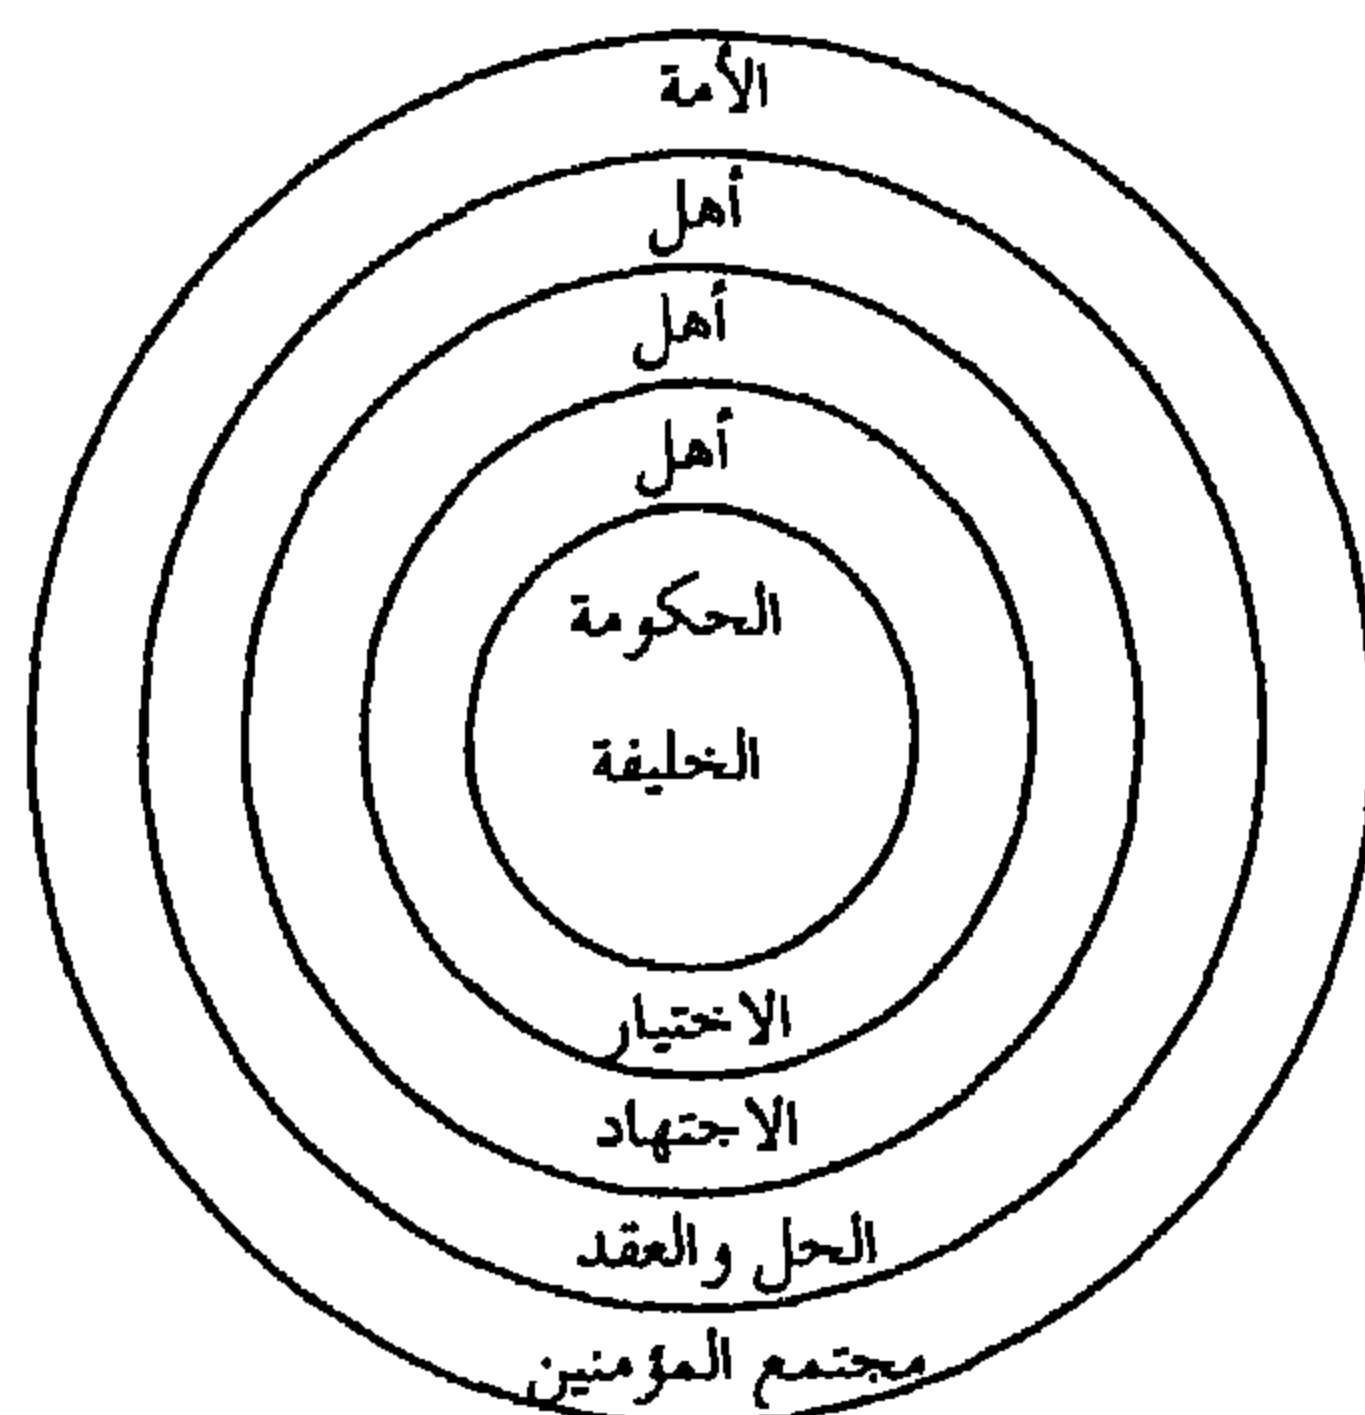 الأمة
أهل
أهل
أهل
الحكومة
الخليفة
الاختيار
الاجتهاد
الحل والعقد
مجتمع المؤمنين